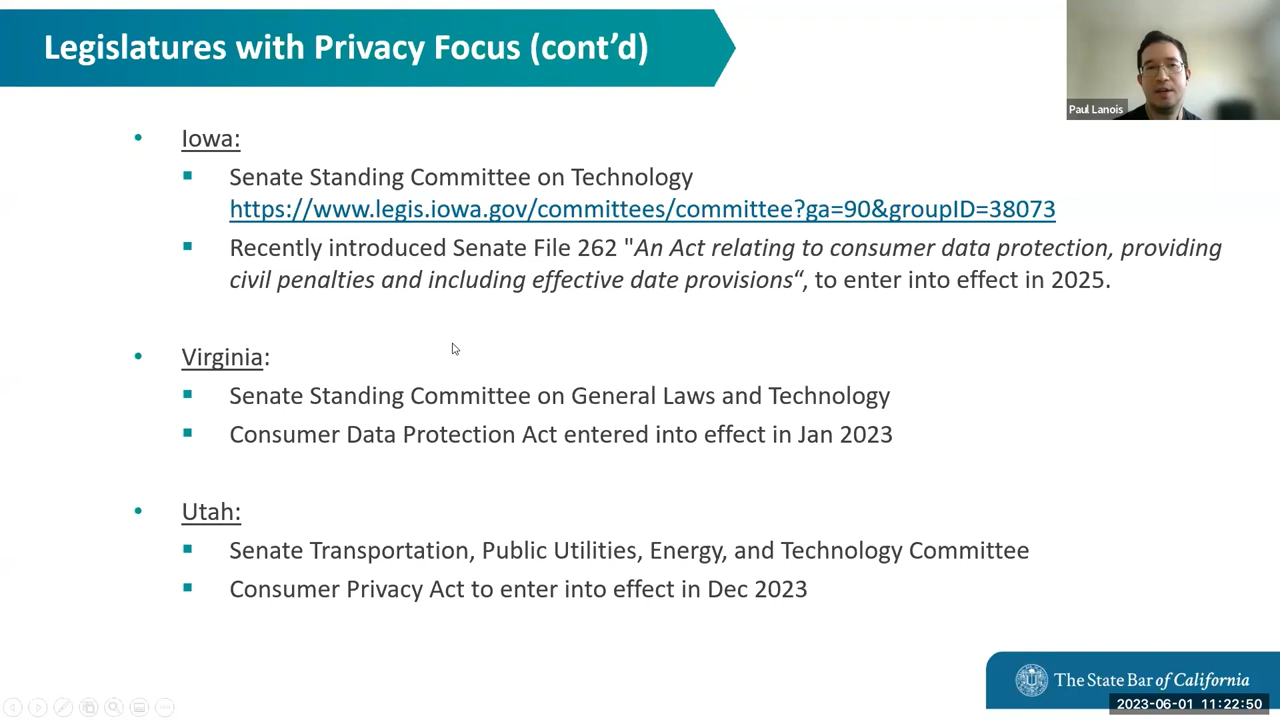 Legislatures with Privacy Focus (cont’d)
Paul Lanois
• Iowa:
▪ Senate Standing Committee on Technology
https://www.legis.iowa.gov/committees/committee?ga=90&groupID=38073
▪ Recently introduced Senate File 262 "An Act relating to consumer data protection, providing
civil penalties and including effective date provisions“, to enter into effect in 2025.
• Virginia:
▪ Senate Standing Committee on General Laws and Technology
▪ Consumer Data Protection Act entered into effect in Jan 2023
• Utah:
▪ Senate Transportation, Public Utilities, Energy, and Technology Committee
▪ Consumer Privacy Act to enter into effect in Dec 2023
The State Bar of California
2023-06-01 11:22:50